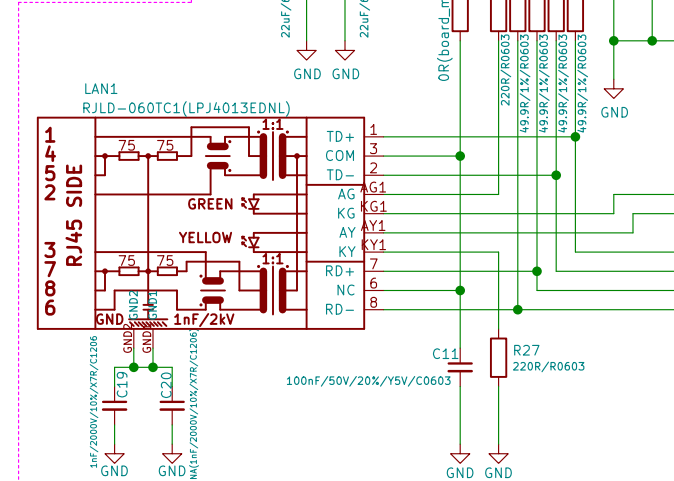 22uF/6
22uF/6
GND
GND
0R(board_m
220R/R0603
49.9R/1%/R0603
49.9R/1%/R0603
49.9R/1%/R0603
49.9R/1%/R0603
GND
LAN1
RJLD-060TC1(LPJ4013EDNL)
RJ45 SIDE
1
4
5
2
3
7
8
6
75
75
1:1
GREEN
YELLOW
75
75
1:1
GND
1nF/2kV
GND2
GND1
GND2
GND
TD+
COM
TD-
AG
KG
AY
KY
RD+
NC
RD-
1
3
2
AG1
KG1
AY1
KY1
7
6
8
C19
1nF/2000V/10%/X7R/C1206
GND
C20
NA(1nF/2000V/10%/X7R/C1206)
GND
C11
100nF/50V/20%/Y5V/C0603
GND
R27
220R/R0603
GND